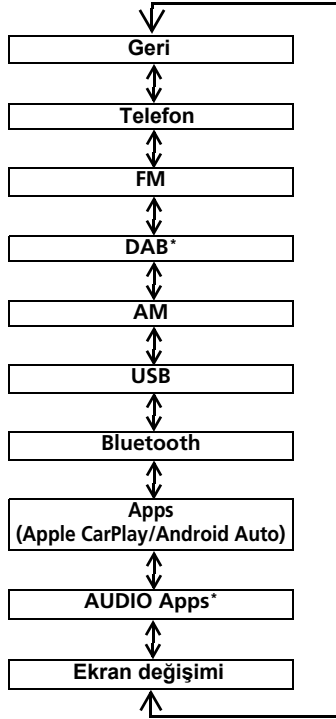 Geri
Telefon
FM
DAB*
AM
USB
Bluetooth
Apps
(Apple CarPlay/Android Auto)
AUDIO Apps*
Ekran değişimi